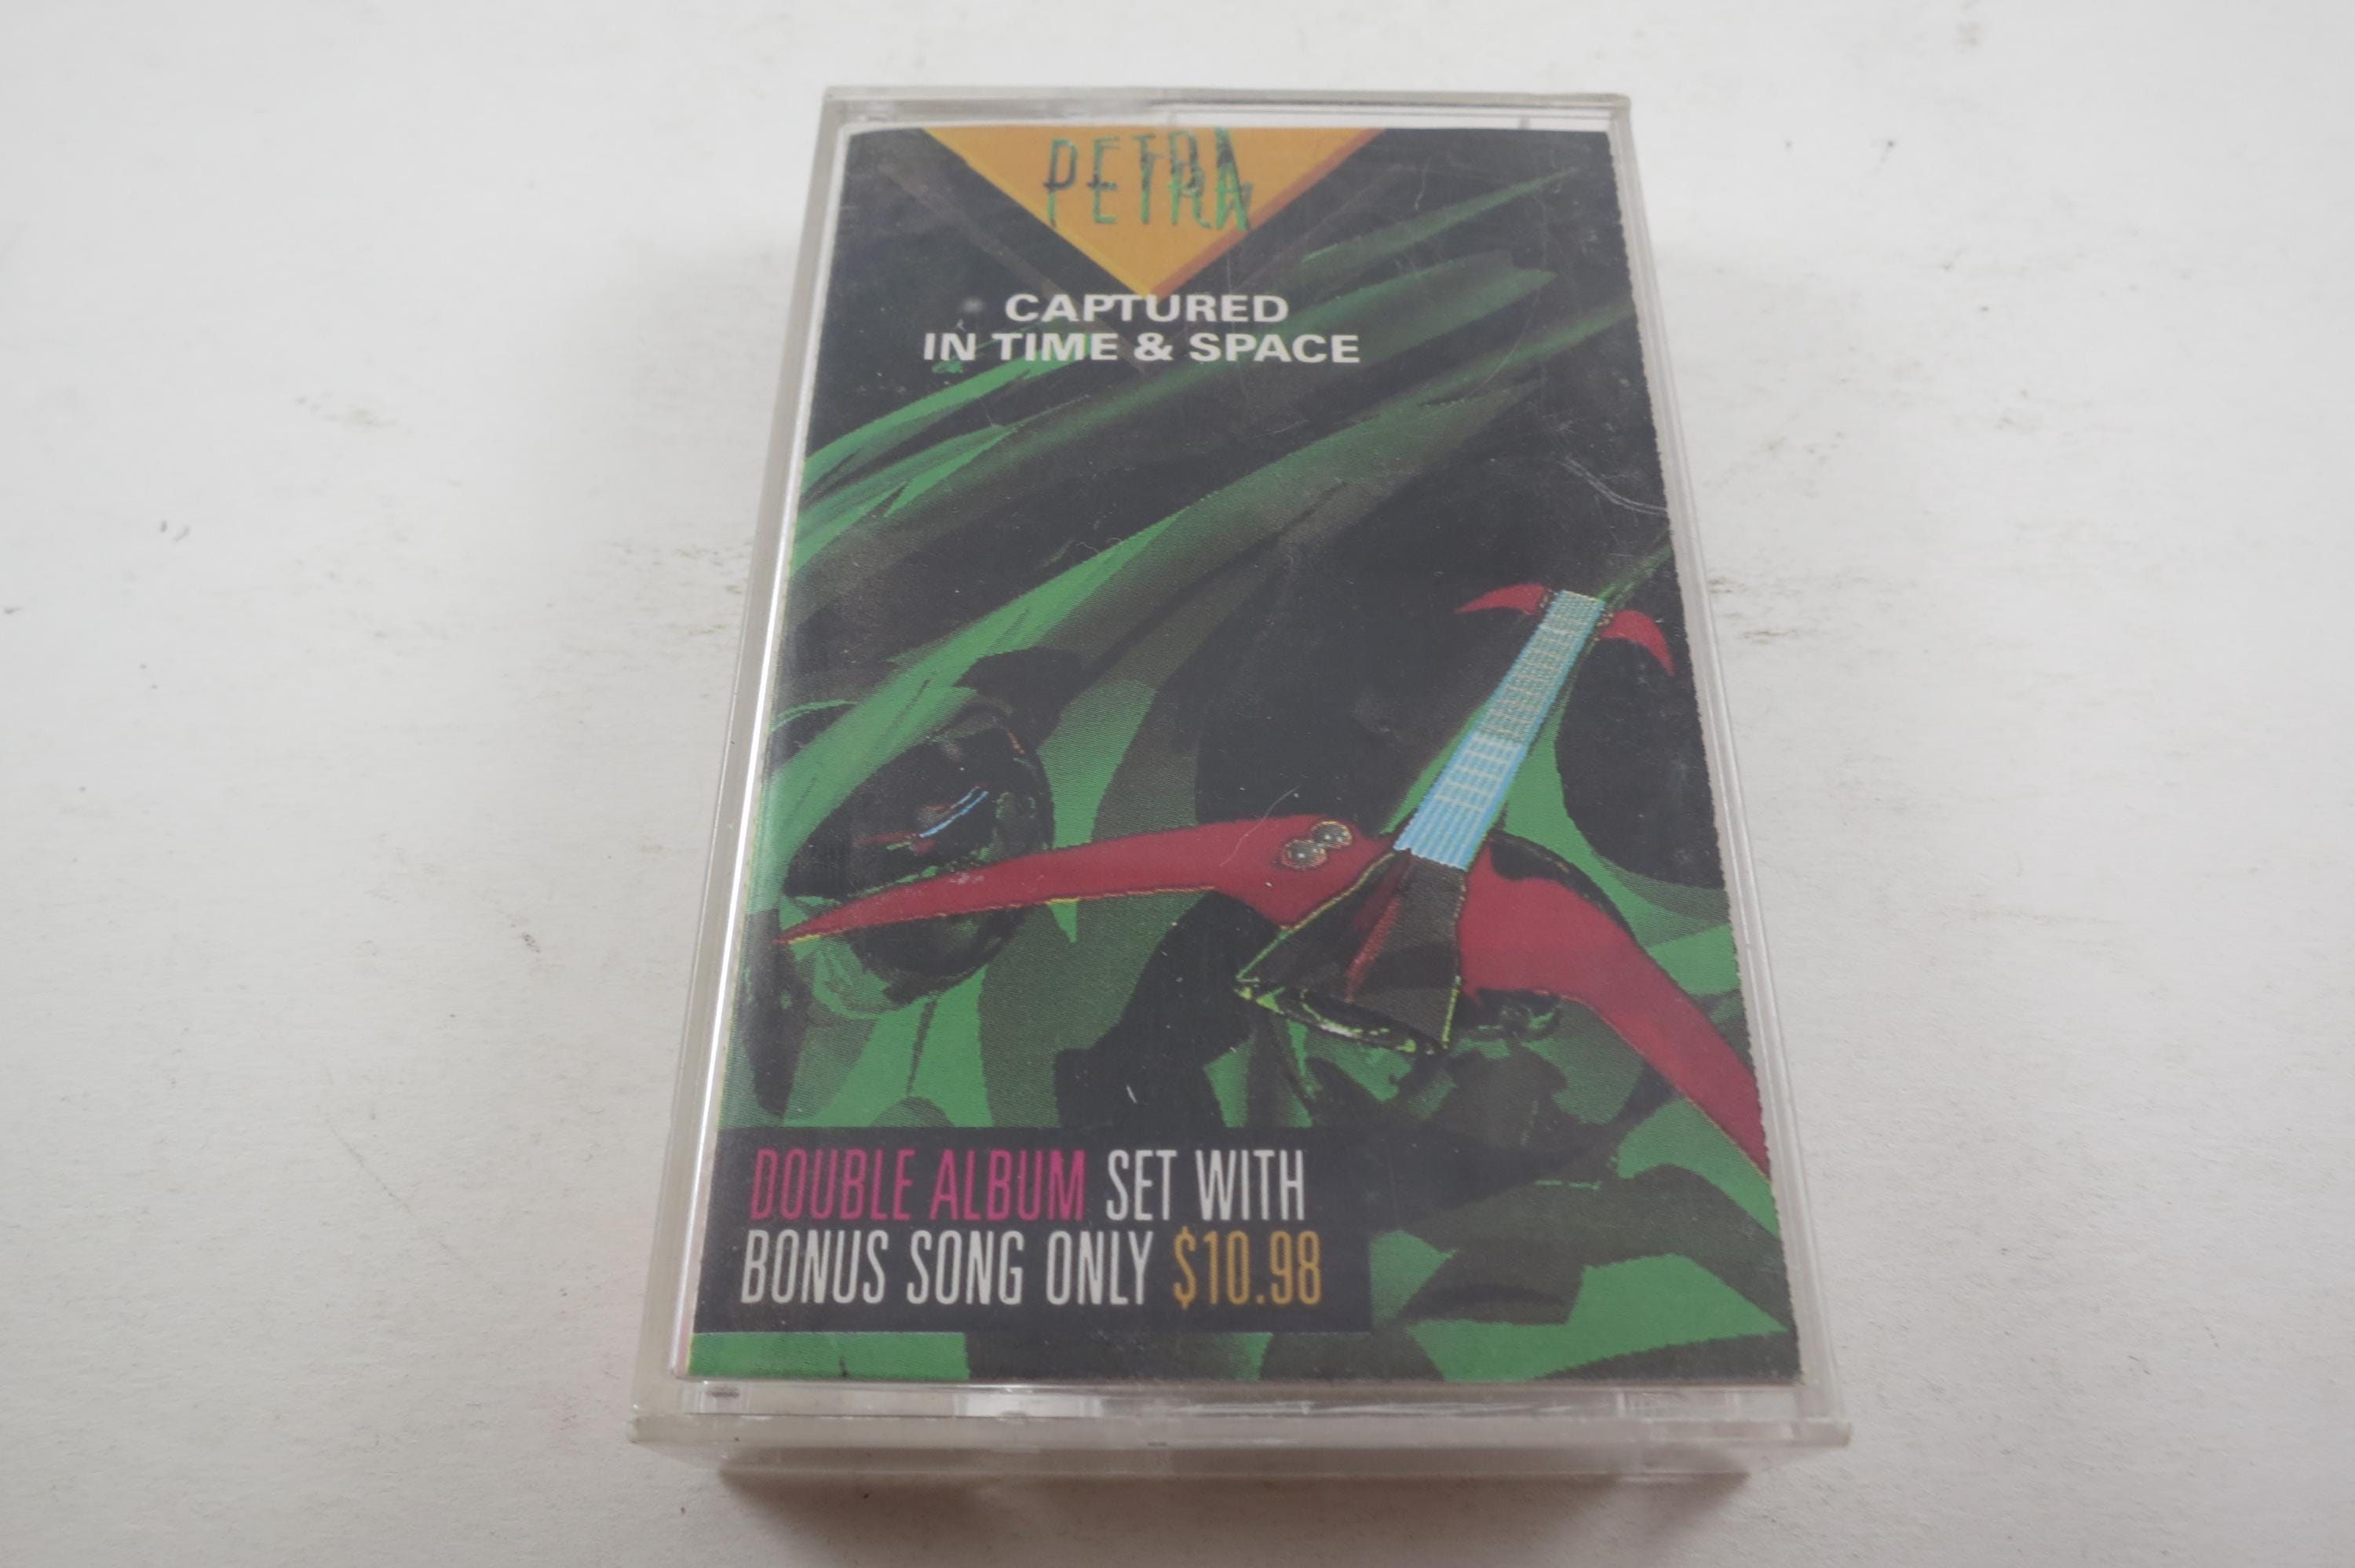 PETRA
CAPTURED
IN TIME & SPACE
DOUBLE ALBUM SET WITH
BONUS SONG ONLY $10.98